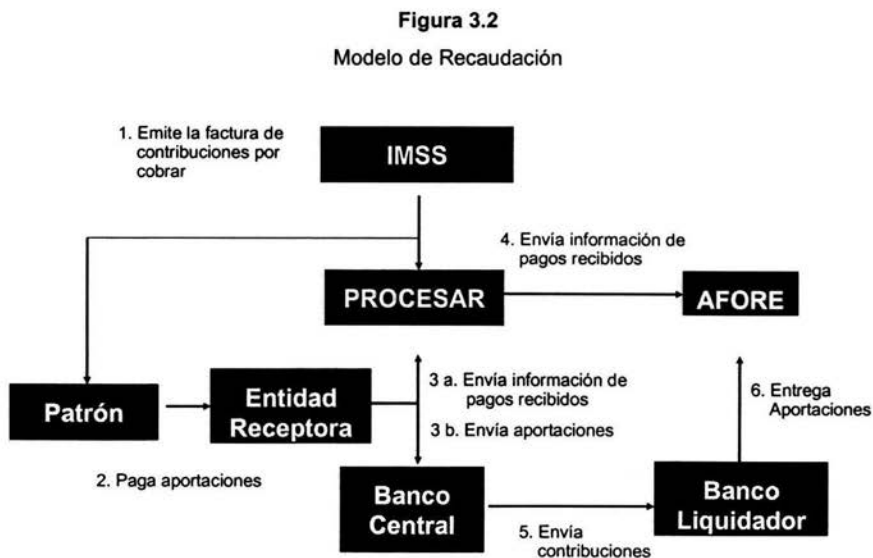 Figura 3.2
Modelo de Recaudación
1. Emite la factura de
contribuciones por
cobrar
IMSS
4. Envía información de
pagos recibidos
PROCESAR
AFORE
Patrón
Entidad
Receptora
3 a. Envía información de
pagos recibidos
3 b. Envía aportaciones
6. Entrega
Aportaciones
2. Paga aportaciones
Banco
Central
Banco
Liquidador
5. Envía
contribuciones